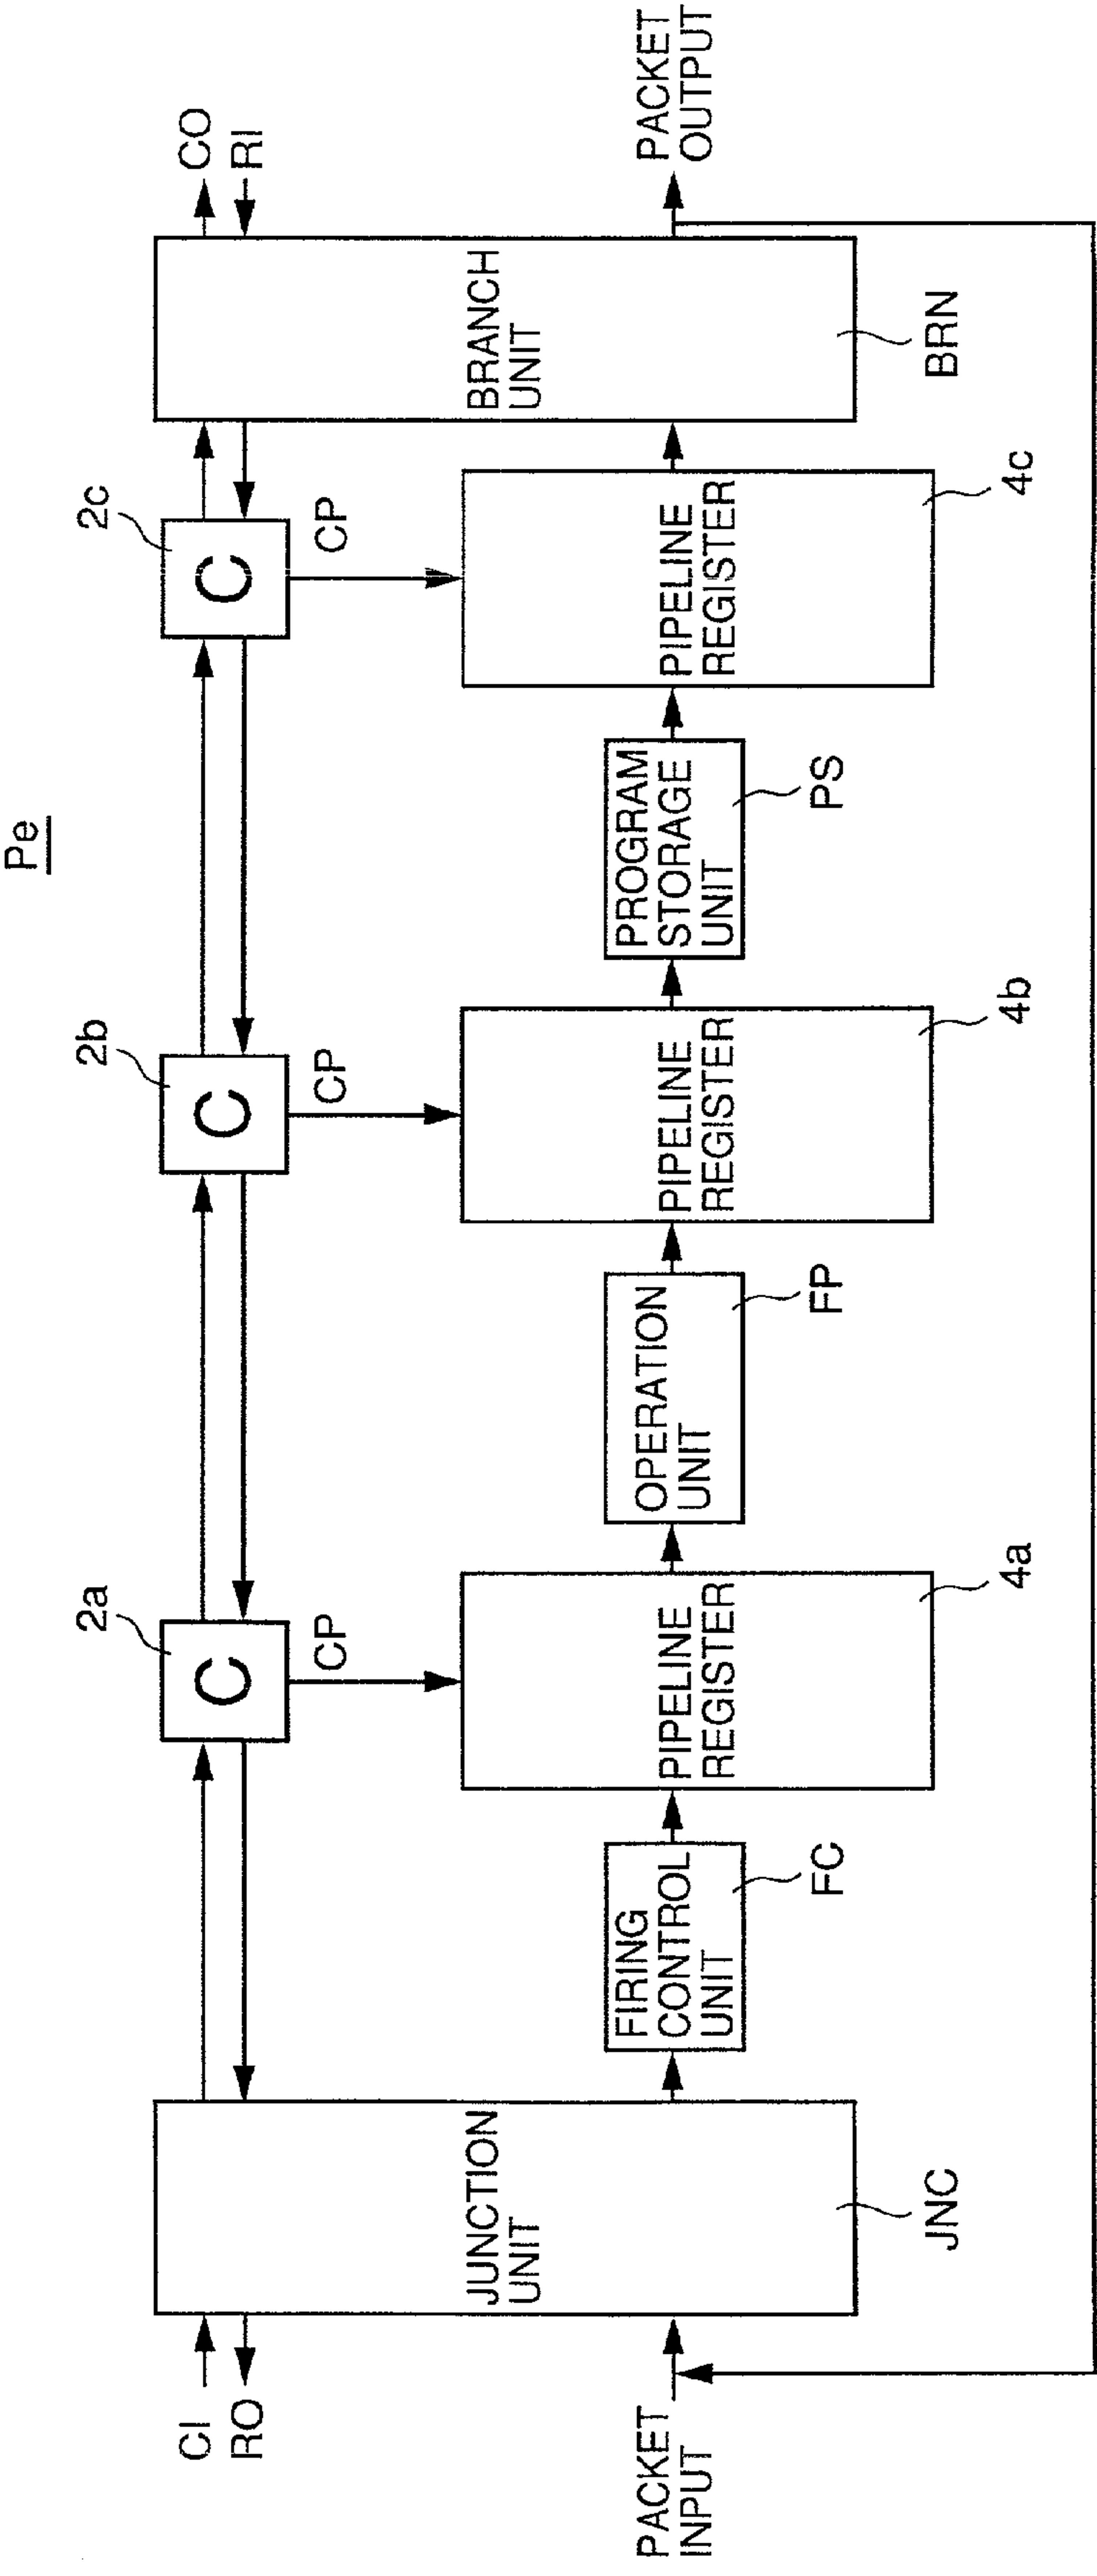 Pe
2a
2b
2c
CI
RO
C
C
C
CO
RI
CP
CP
CP
JUNCTION
UNIT
FIRING
CONTROL
UNIT
PIPELINE
REGISTER
OPERATION
UNIT
PIPELINE
REGISTER
PROGRAM
STORAGE
UNIT
PIPELINE
REGISTER
BRANCH
UNIT
PACKET
INPUT
PACKET
OUTPUT
FC
FP
PS
JNC
4a
4b
4c
BRN